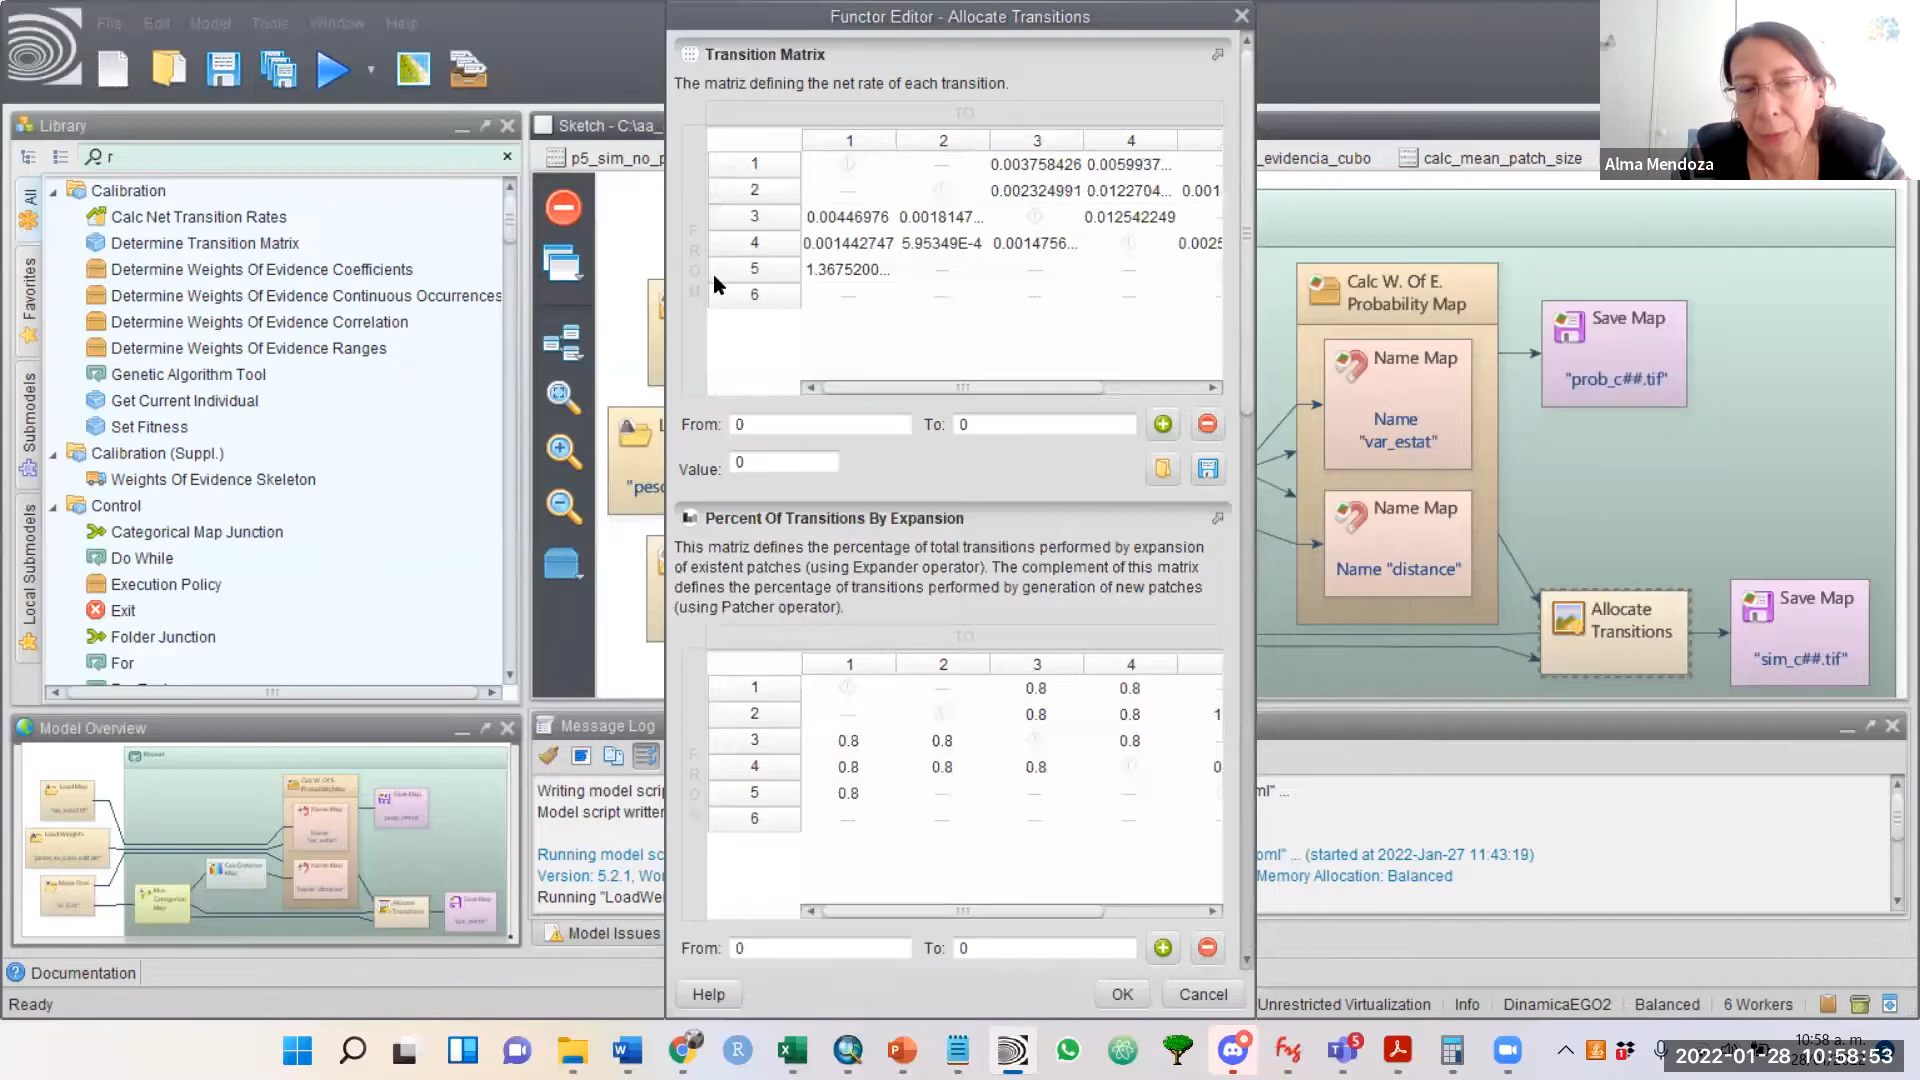 File Edit Model Tools Window Help
Functor Editor - Allocate Transitions
Alma Mendoza
Library
r
All
Favorites
Submodels
Local Submodels
Calibration
Calc Net Transition Rates
Determine Transition Matrix
Determine Weights Of Evidence Coefficients
Determine Weights Of Evidence Continuous Occurrences
Determine Weights Of Evidence Correlation
Determine Weights Of Evidence Ranges
Genetic Algorithm Tool
Get Current Individual
Set Fitness
Calibration (Suppl.)
Weights Of Evidence Skeleton
Control
Categorical Map Junction
Do While
Execution Policy
Exit
Folder Junction
For
Sketch - C:\aa_
p5_sim_no_p
_evidencia_cubo
calc_mean_patch_size
"peso
Transition Matrix
The matriz defining the net rate of each transition.
TO
FROM
1 2 3 4
1 — 0.003758426 0.0059937... —
2 — 0.002324991 0.0122704... 0.001
3 0.00446976 0.0018147... 0.012542249 —
4 0.001442747 5.95349E-4 0.0014756... 0.0025
5 1.3675200... — — —
6 — — — — —
From: 0 To: 0
Value: 0
Percent Of Transitions By Expansion
This matriz defines the percentage of total transitions performed by expansion
of existent patches (using Expander operator). The complement of this matrix
defines the percentage of transitions performed by generation of new patches
(using Patcher operator).
TO
FROM
1 2 3 4
1 — 0.8 0.8 —
2 — 0.8 0.8 1
3 0.8 0.8 0.8 —
4 0.8 0.8 0.8 0
5 0.8 — — —
6 — — — — —
From: 0 To: 0
Help OK Cancel
Calc W. Of E.
Probability Map
Name Map
Name
"var_estat"
Name Map
Name "distance"
Save Map
"prob_c##.tif"
Allocate
Transitions
Save Map
"sim_c##.tif"
Model Overview
Message Log
Writing model scrip
Model script written
Running model sc
Version: 5.2.1, Wor
Running "LoadWei
Model Issues
ml" ...
oml" ... (started at 2022-Jan-27 11:43:19)
Memory Allocation: Balanced
Documentation
Ready
Unrestricted Virtualization Info DinamicaEGO2 Balanced 6 Workers
10:58 a. m.
2022-01-28 10:58:53